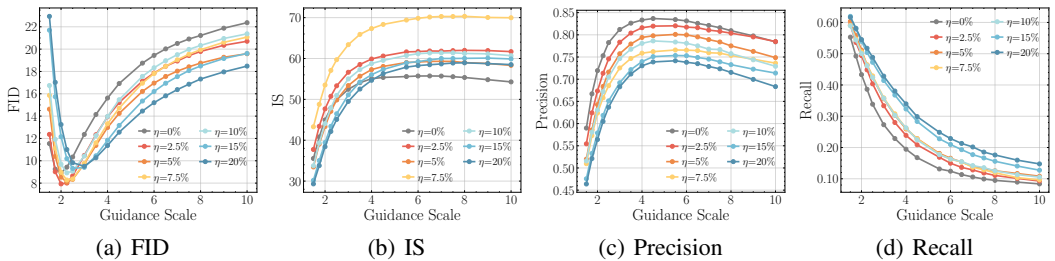 FID
22
20
18
16
14
12
10
8
2
4
6
8
10
Guidance Scale
η=0%
η=2.5%
η=5%
η=7.5%
η=10%
η=15%
η=20%
(a) FID
IS
70
60
50
40
30
2
4
6
8
10
Guidance Scale
η=0%
η=2.5%
η=5%
η=7.5%
η=10%
η=15%
η=20%
(b) IS
Precision
0.85
0.80
0.75
0.70
0.65
0.60
0.55
0.50
0.45
2
4
6
8
10
Guidance Scale
η=0%
η=2.5%
η=5%
η=7.5%
η=10%
η=15%
η=20%
(c) Precision
Recall
0.60
0.50
0.40
0.30
0.20
0.10
2
4
6
8
10
Guidance Scale
η=0%
η=2.5%
η=5%
η=7.5%
η=10%
η=15%
η=20%
(d) Recall